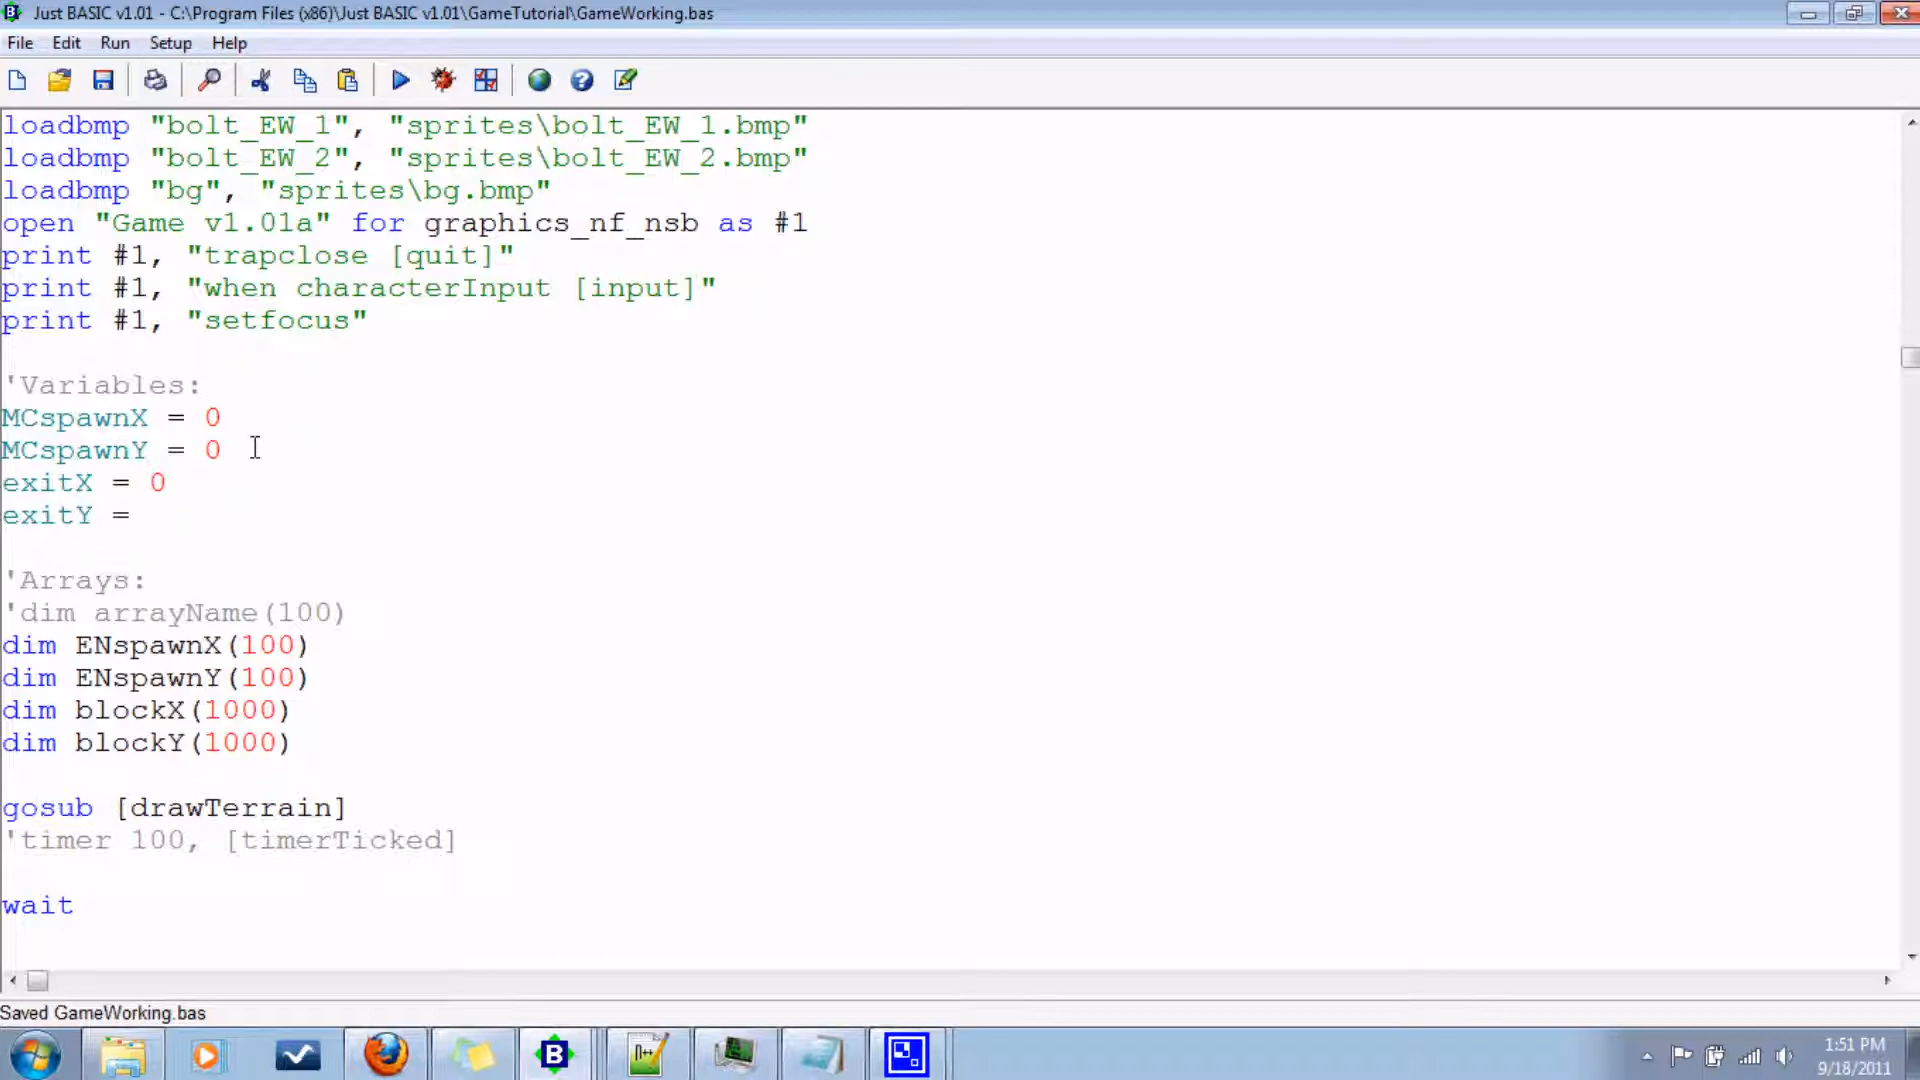 Just BASIC v1.01 - C:\Program Files (x86)\Just BASIC v1.01\GameTutorial\GameWorking.bas
File Edit Run Setup Help
loadbmp "bolt_EW_1", "sprites\bolt_EW_1.bmp"
loadbmp "bolt_EW_2", "sprites\bolt_EW_2.bmp"
loadbmp "bg", "sprites\bg.bmp"
open "Game v1.01a" for graphics_nf_nsb as #1
print #1, "trapclose [quit]"
print #1, "when characterInput [input]"
print #1, "setfocus"
'Variables:
MCspawnX = 0
MCspawnY = 0
exitX = 0
exitY =
'Arrays:
'dim arrayName(100)
dim ENspawnX(100)
dim ENspawnY(100)
dim blockX(1000)
dim blockY(1000)
gosub [drawTerrain]
'timer 100, [timerTicked]
wait
Saved GameWorking.bas
1:51 PM
9/18/2011